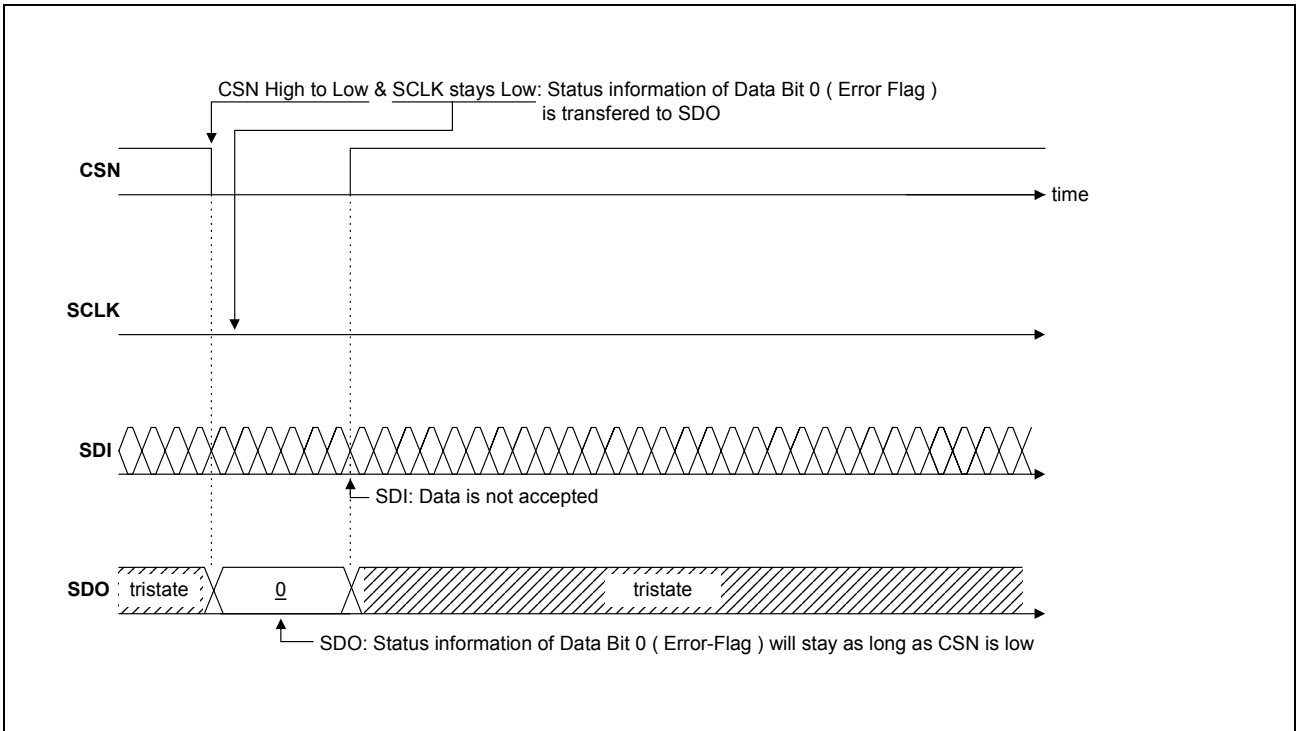 CSN High to Low & SCLK stays Low: Status information of Data Bit 0 ( Error Flag )
is transfered to SDO
CSN
time
SCLK
SDI
SDI: Data is not accepted
SDO
tristate
0
tristate
SDO: Status information of Data Bit 0 ( Error-Flag ) will stay as long as CSN is low